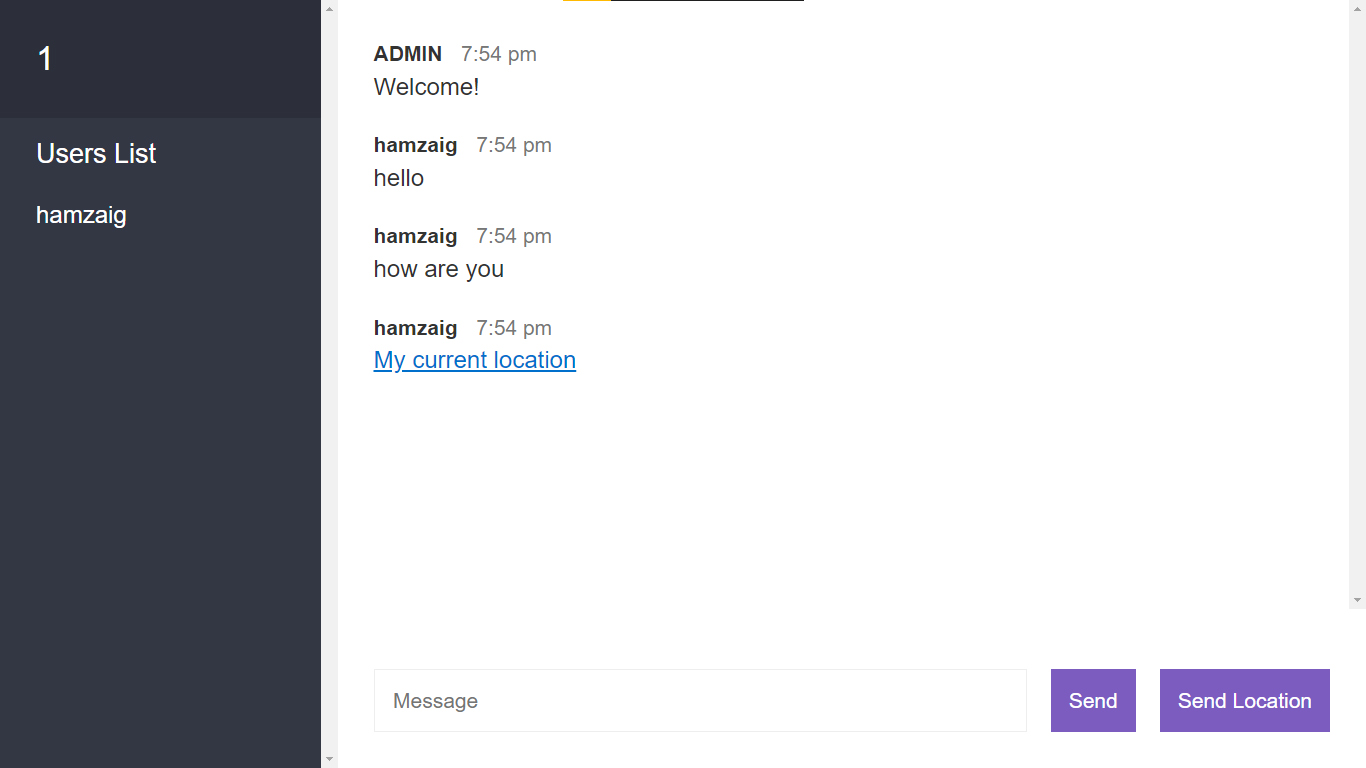 1
Users List
hamzaig
ADMIN 7:54 pm
Welcome!
hamzaig 7:54 pm
hello
hamzaig 7:54 pm
how are you
hamzaig 7:54 pm
My current location
Message
Send
Send Location